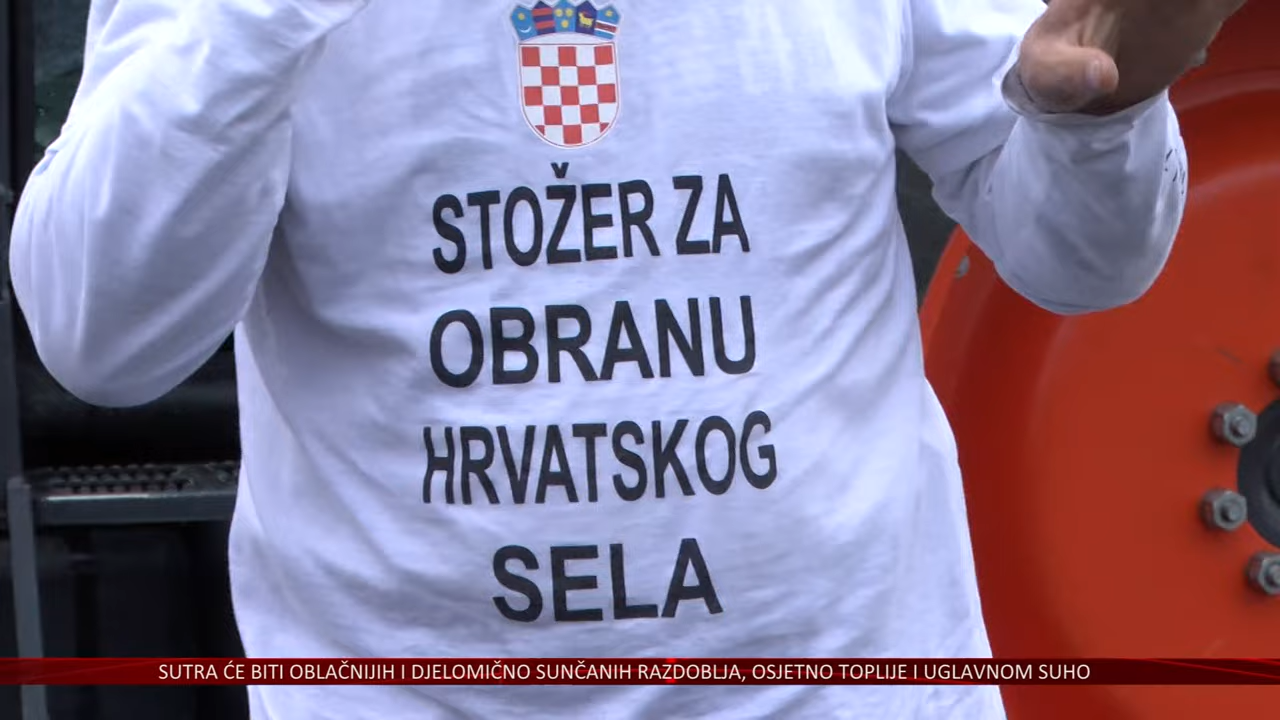 STOŽER ZA
OBRANU
HRVATSKOG
SELA
SUTRA ĆE BITI OBLAČNIJIH I DJELOMIČNO SUNČANIH RAZDOBLJA, OSJETNO TOPLIJE I UGLAVNOM SUHO